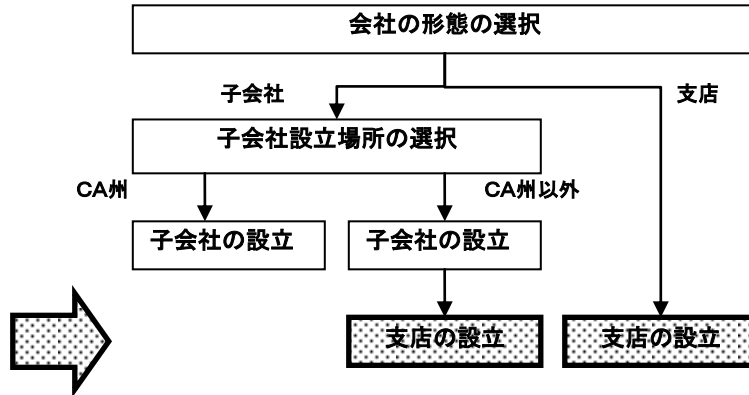 会社の形態の選択
子会社
支店
子会社設立場所の選択
CA州
CA州以外
子会社の設立
子会社の設立
支店の設立
支店の設立